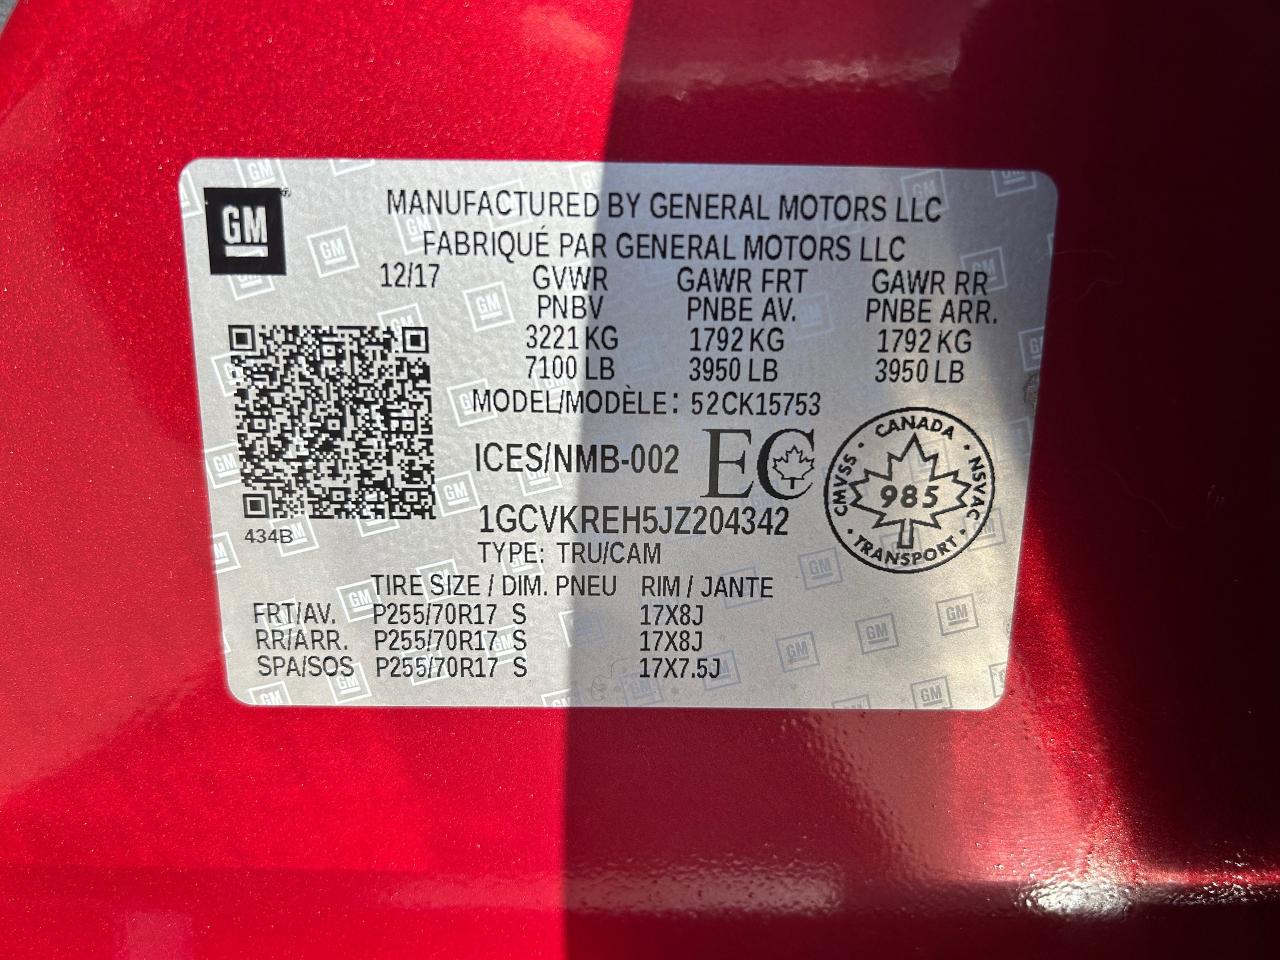 GM
MANUFACTURED BY GENERAL MOTORS LLC
FABRIQUÉ PAR GENERAL MOTORS LLC
12/17 GVWR GAWR FRT GAWR RR
PNBV PNBE AV. PNBE ARR.
3221 KG 1792 KG 1792 KG
7100 LB 3950 LB 3950 LB
MODEL/MODÈLE: 52CK15753
ICES/NMB-002 EC
CANADA
CMVSS · NSVAC
985
TRANSPORT
434B
1GCVKREH5JZ204342
TYPE: TRU/CAM
TIRE SIZE / DIM. PNEU RIM / JANTE
FRT/AV. P255/70R17 S 17X8J
RR/ARR. P255/70R17 S 17X8J
SPA/SOS P255/70R17 S 17X7.5J